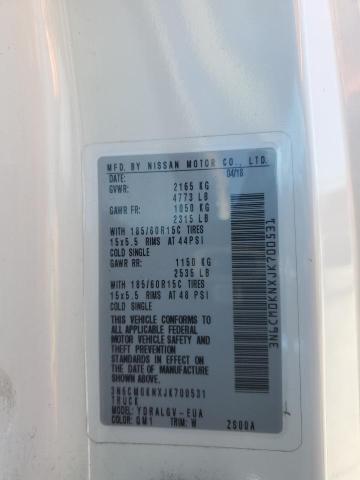 MFD. BY NISSAN MOTOR CO., LTD.
DATE: 04/18
GVWR: 2165 KG
4773 LB
GAWR FR: 1050 KG
2315 LB
WITH 185/60R15C TIRES
15x5.5 RIMS AT 44PSI
COLD SINGLE
GAWR RR: 1150 KG
2535 LB
WITH 185/60R15C TIRES
15x5.5 RIMS AT 48 PSI
COLD SINGLE
THIS VEHICLE CONFORMS TO
ALL APPLICABLE FEDERAL
MOTOR VEHICLE SAFETY AND
THEFT PREVENTION
STANDARDS IN EFFECT ON
THE DATE OF MANUFACTURE
SHOWN ABOVE.
3N6CM0KNXJK700531
TRUCK
MODEL: YDRALGV-EUA
COLOR: QM1 TRIM: W 2S00A
3N6CM0KNXJK700531